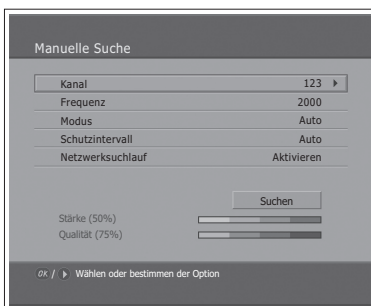 Manuelle Suche
Kanal 123
Frequenz 2000
Modus Auto
Schutzintervall Auto
Netzwerksuchlauf Aktivieren
Suchen
Stärke (50%)
Qualität (75%)
OK / Wählen oder bestimmen der Option